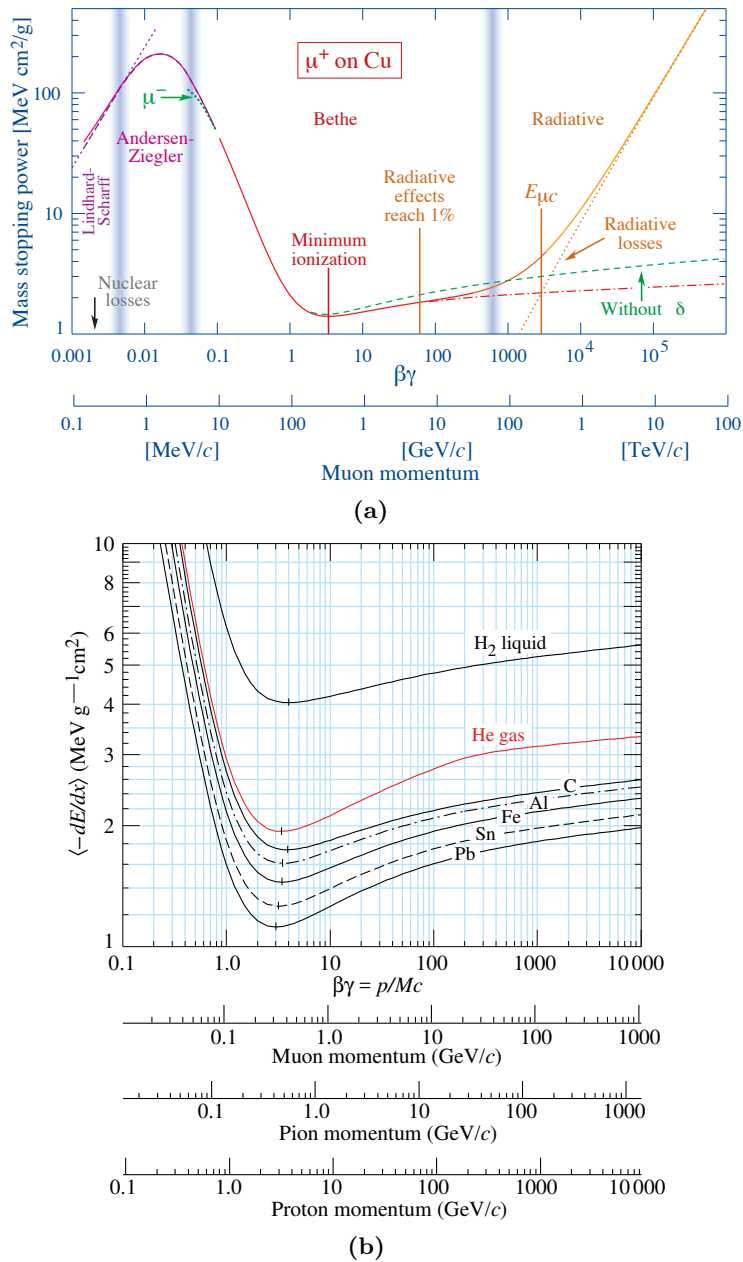 μ⁺ on Cu
μ⁻
Bethe
Radiative
Andersen-
Ziegler
Lindhard-
Scharff
Radiative
effects
reach 1%
Eμc
Minimum
ionization
Radiative
losses
Nuclear
losses
Without δ
Mass stopping power [MeV cm²/g]
100
10
1
0.001 0.01 0.1 1 10 100 1000 10⁴ 10⁵
βγ
0.1 1 10 100 1 10 100 1 10 100
[MeV/c] [GeV/c] [TeV/c]
Muon momentum
(a)
⟨−dE/dx⟩ (MeV g—1cm2)
10
8
6
5
4
3
2
1
H₂ liquid
He gas
C
Al
Fe
Sn
Pb
0.1 1.0 10 100 1000 10 000
βγ = p/Mc
0.1 1.0 10 100 1000
Muon momentum (GeV/c)
0.1 1.0 10 100 1000
Pion momentum (GeV/c)
0.1 1.0 10 100 1000 10 000
Proton momentum (GeV/c)
(b)